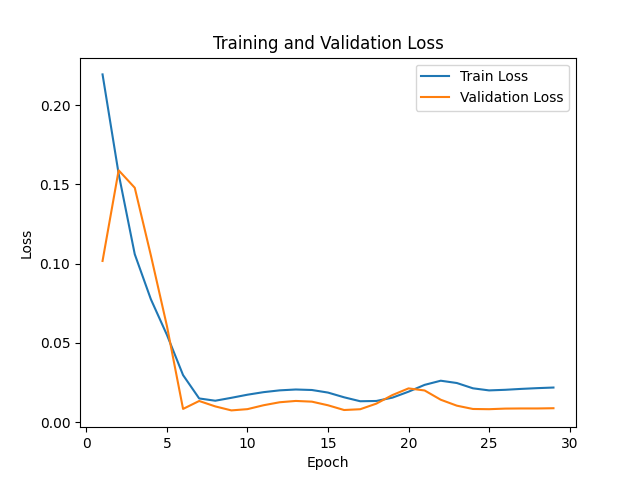 Training and Validation Loss
Train Loss
Validation Loss
0.20
0.15
0.10
0.05
0.00
Loss
0 5 10 15 20 25 30
Epoch